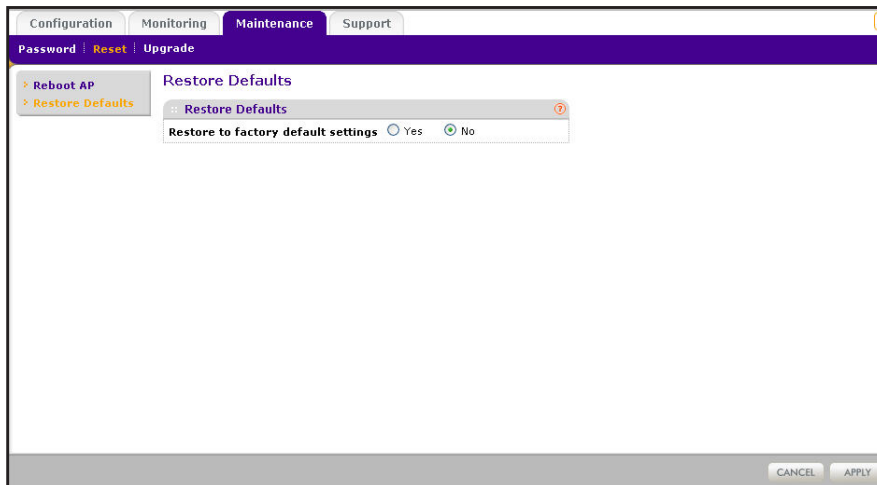 Configuration Monitoring Maintenance Support
Password Reset Upgrade
Reboot AP
Restore Defaults
Restore Defaults
Restore Defaults ?
Restore to factory default settings Yes No
CANCEL APPLY